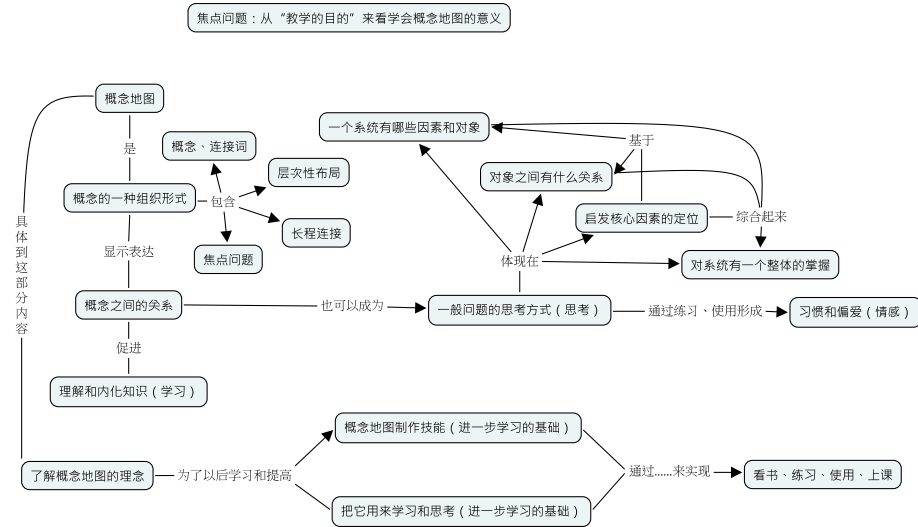 焦点问题：从“教学的目的”来看学会概念地图的意义
概念地图
是
概念的一种组织形式
包含
概念、连接词
层次性布局
长程连接
焦点问题
显示表达
概念之间的关系
促进
理解和内化知识（学习）
也可以成为
一般问题的思考方式（思考）
体现在
一个系统有哪些因素和对象
对象之间有什么关系
基于
启发核心因素的定位
综合起来
对系统有一个整体的掌握
通过练习、使用形成
习惯和偏爱（情感）
具体到这部分内容
了解概念地图的理念
为了以后学习和提高
概念地图制作技能（进一步学习的基础）
把它用来学习和思考（进一步学习的基础）
通过......来实现
看书、练习、使用、上课